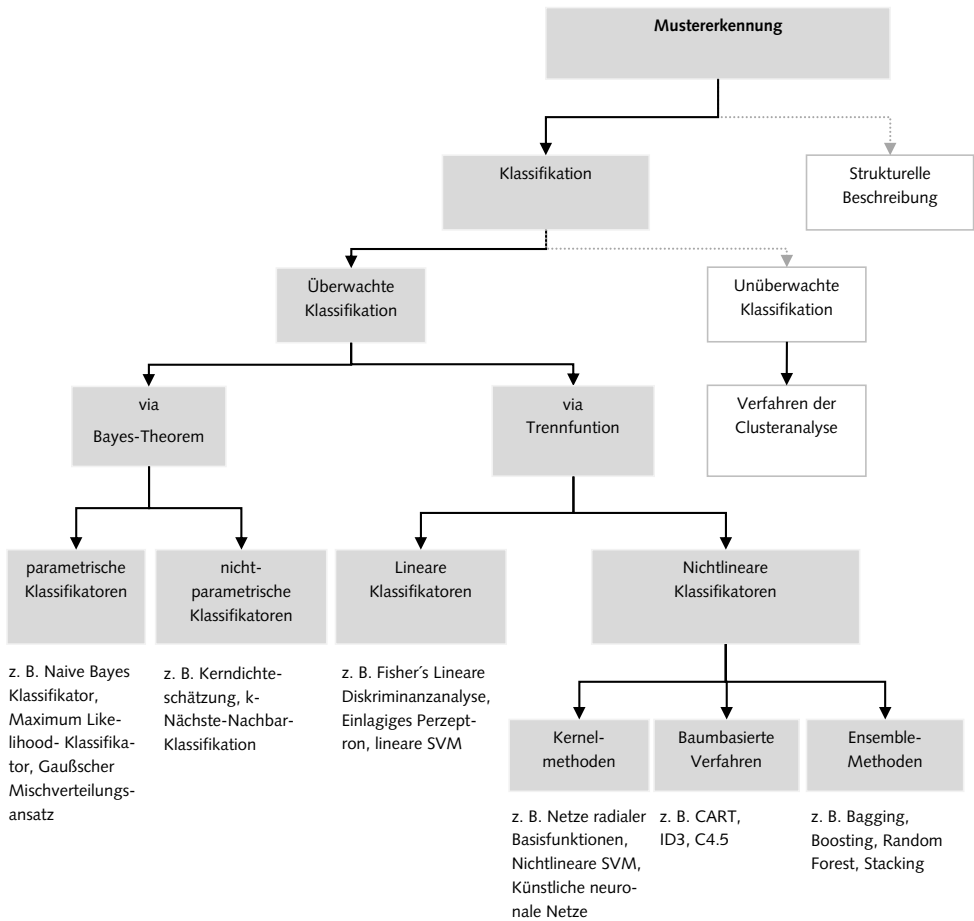 Mustererkennung
Klassifikation
Strukturelle
Beschreibung
Überwachte
Klassifikation
Unüberwachte
Klassifikation
via
Bayes-Theorem
via
Trennfuntion
Verfahren der
Clusteranalyse
parametrische
Klassifikatoren
nicht-
parametrische
Klassifikatoren
Lineare
Klassifikatoren
Nichtlineare
Klassifikatoren
z. B. Naive Bayes
Klassifikator,
Maximum Like-
lihood- Klassifika-
tor, Gaußscher
Mischverteilungs-
ansatz
z. B. Kerndichte-
schätzung, k-
Nächste-Nachbar-
Klassifikation
z. B. Fisher´s Lineare
Diskriminanzanalyse,
Einlagiges Perzept-
ron, lineare SVM
Kernel-
methoden
Baumbasierte
Verfahren
Ensemble-
Methoden
z. B. Netze radialer
Basisfunktionen,
Nichtlineare SVM,
Künstliche neuro-
nale Netze
z. B. CART,
ID3, C4.5
z. B. Bagging,
Boosting, Random
Forest, Stacking